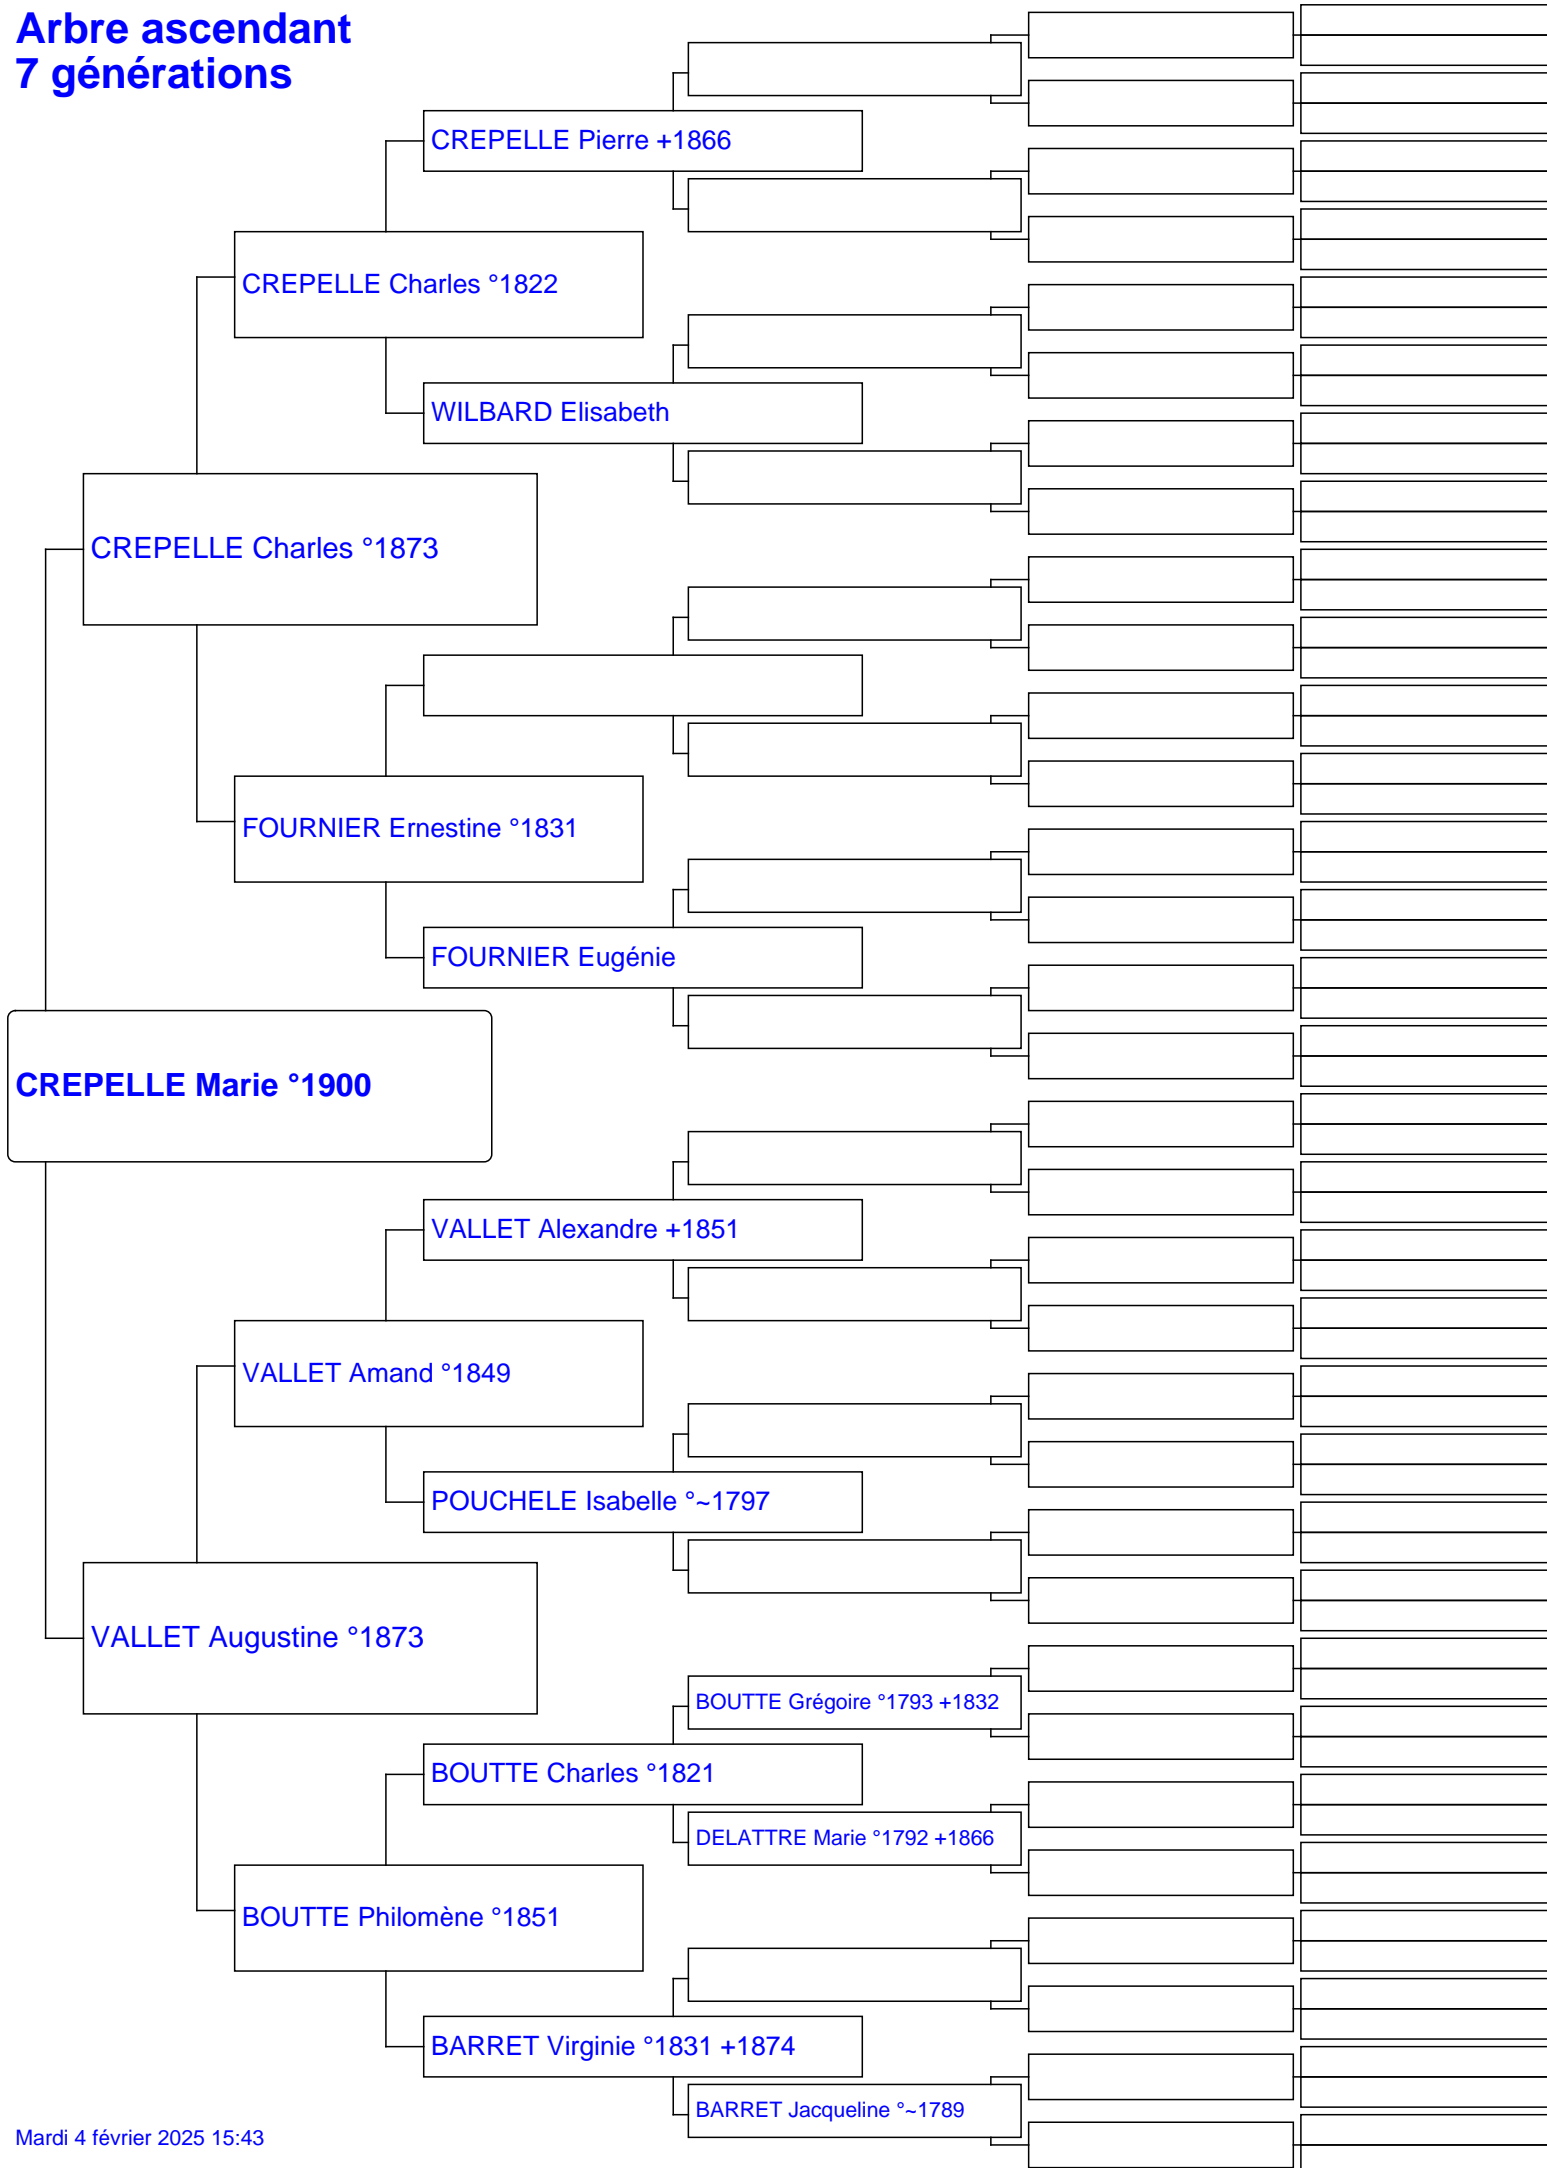 Arbre ascendant
7 générations
CREPELLE Pierre +1866
CREPELLE Charles °1822
WILBARD Elisabeth
CREPELLE Charles °1873
FOURNIER Ernestine °1831
FOURNIER Eugénie
CREPELLE Marie °1900
VALLET Alexandre +1851
VALLET Amand °1849
POUCHELE Isabelle °~1797
VALLET Augustine °1873
BOUTTE Grégoire °1793 +1832
BOUTTE Charles °1821
DELATTRE Marie °1792 +1866
BOUTTE Philomène °1851
BARRET Virginie °1831 +1874
BARRET Jacqueline °~1789
Mardi 4 février 2025 15:43